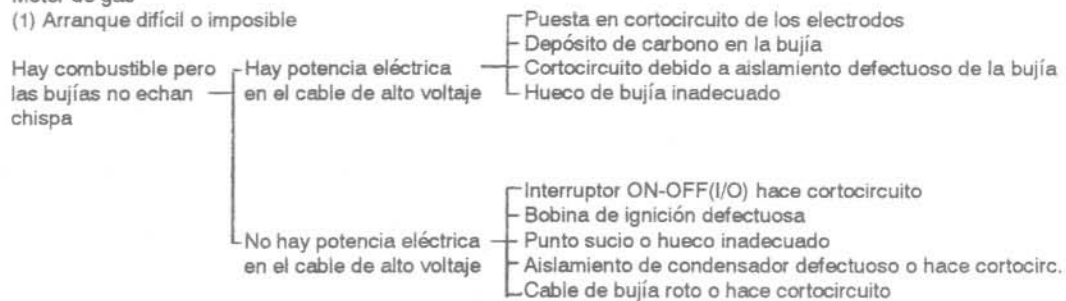 Motor de gas
(1) Arranque difícil o imposible
Hay combustible pero
las bujías no echan
chispa
Hay potencia eléctrica
en el cable de alto voltaje
Puesta en cortocircuito de los electrodos
Depósito de carbono en la bujía
Cortocircuito debido a aislamiento defectuoso de la bujía
Hueco de bujía inadecuado
No hay potencia eléctrica
en el cable de alto voltaje
Interruptor ON-OFF(I/O) hace cortocircuito
Bobina de ignición defectuosa
Punto sucio o hueco inadecuado
Aislamiento de condensador defectuoso o hace cortocirc.
Cable de bujía roto o hace cortocircuito